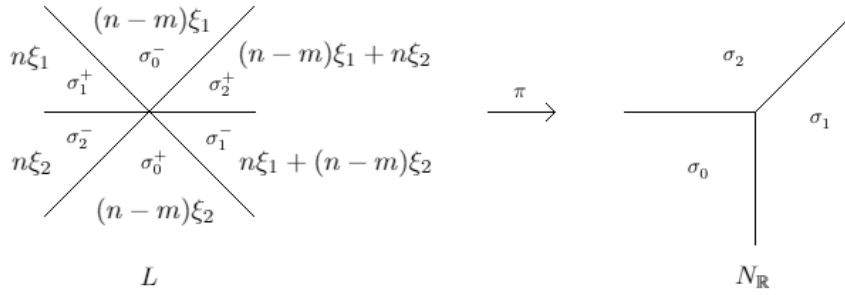 (n − m)ξ₁
nξ₁ σ₀⁻ (n − m)ξ₁ + nξ₂
σ₁⁺ σ₂⁺ σ₂
π
σ₂⁻ σ₁⁻ σ₁
nξ₂ σ₀⁺ nξ₁ + (n − m)ξ₂ σ₀
(n − m)ξ₂
L N_ℝ